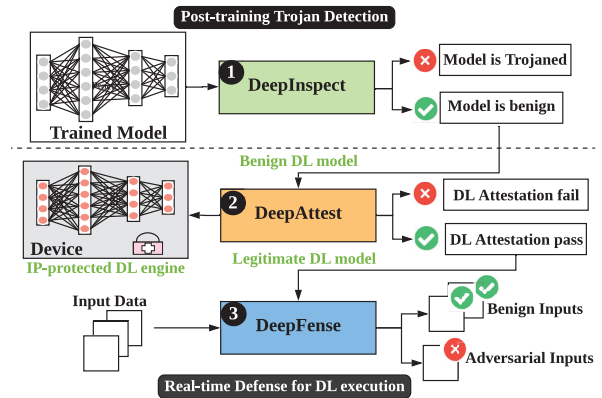 Post-training Trojan Detection
1
DeepInspect
Model is Trojaned
Model is benign
Trained Model
Benign DL model
2
DeepAttest
DL Attestation fail
DL Attestation pass
Device
IP-protected DL engine
Legitimate DL model
Input Data
3
DeepFense
Benign Inputs
Adversarial Inputs
Real-time Defense for DL execution